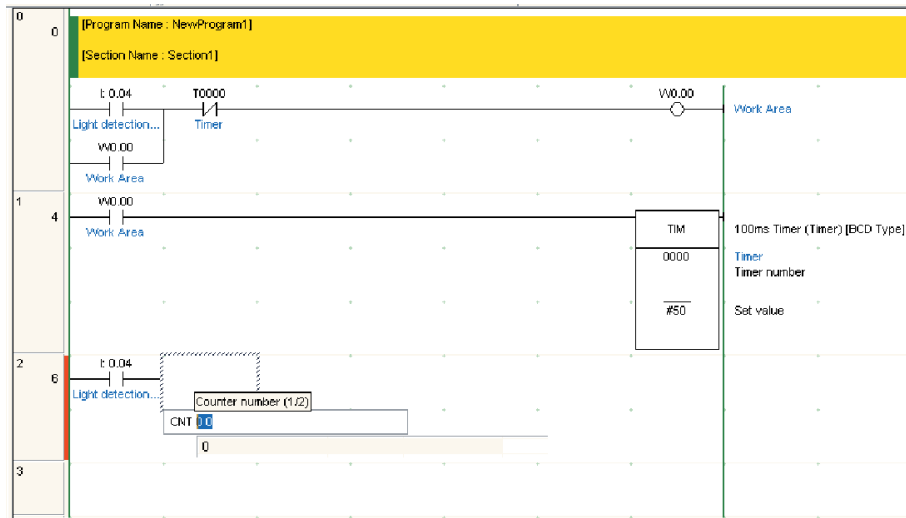 0
0
[Program Name : NewProgram1]
[Section Name : Section1]
I: 0.04
T0000
W0.00
Light detection...
Timer
Work Area
W0.00
Work Area
1
4
W0.00
Work Area
TIM
100ms Timer (Timer) [BCD Type]
0000
Timer
Timer number
#50
Set value
2
6
I: 0.04
Light detection...
Counter number (1/2)
CNT 0 0
0
3